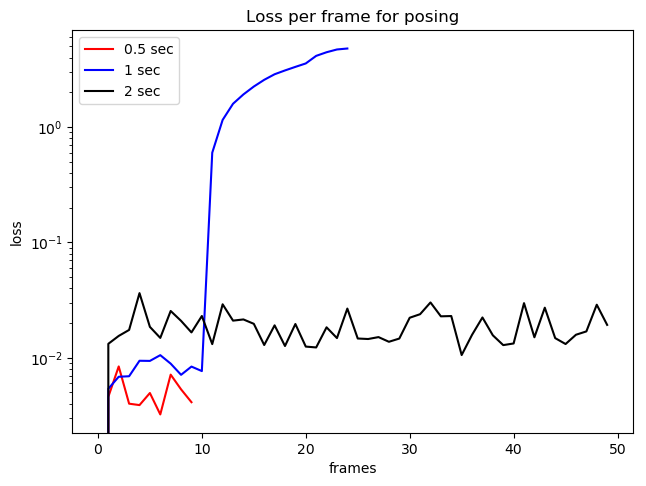 Loss per frame for posing
0.5 sec
1 sec
2 sec
10⁰
10⁻¹
10⁻²
loss
0 10 20 30 40 50
frames